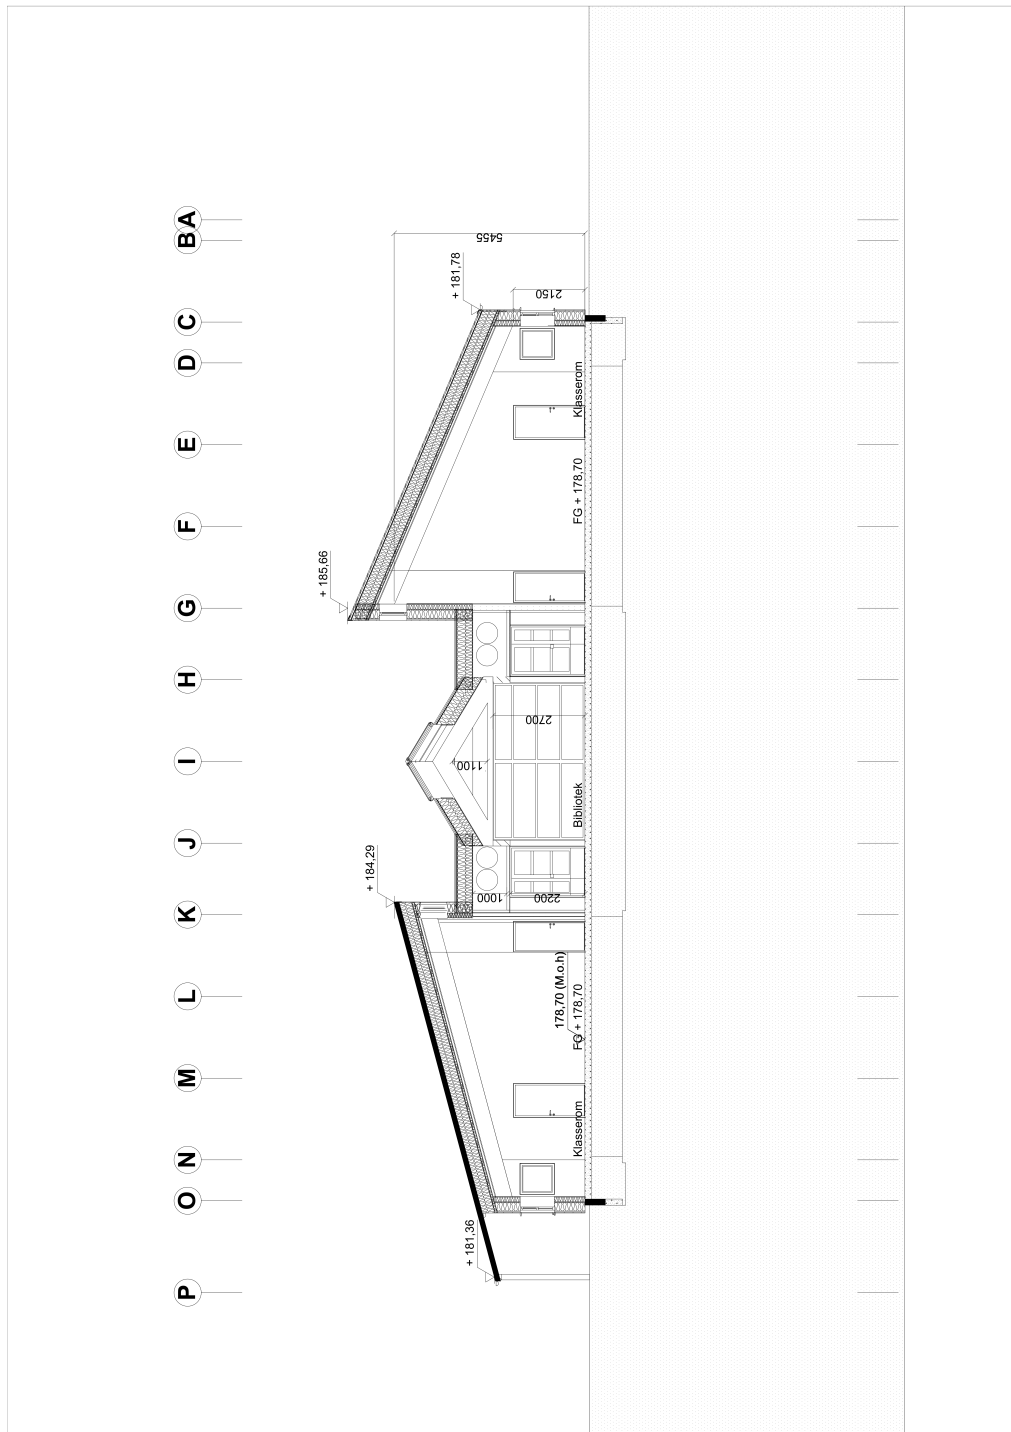 A
B
C
D
E
F
G
H
I
J
K
L
M
N
O
P
5455
+ 181,78
2150
Klasserom
FG + 178,70
+ 185,66
2700
1100
Bibliotek
+ 184,29
1000
2200
178,70 (M.o.h)
FG + 178,70
Klasserom
+ 181,36